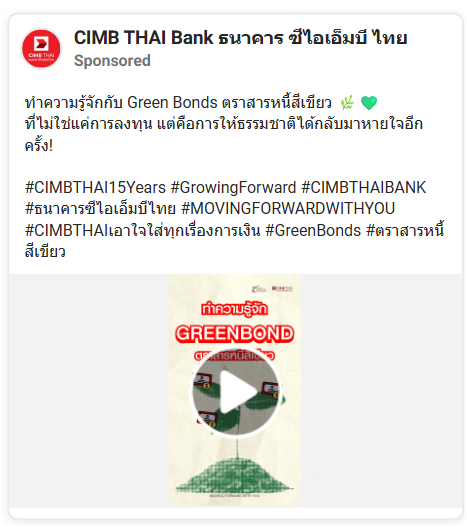 CIMB THAI Bank ธนาคาร ซีไอเอ็มบี ไทย
Sponsored
ทำความรู้จักกับ Green Bonds ตราสารหนี้สีเขียว 🌿 💚
ที่ไม่ใช่แค่การลงทุน แต่คือการให้ธรรมชาติได้กลับมาหายใจอีก
ครั้ง!
#CIMBTHAI15Years #GrowingForward #CIMBTHAIBANK
#ธนาคารซีไอเอ็มบีไทย #MOVINGFORWARDWITHYOU
#CIMBTHAIเอาใจใส่ทุกเรื่องการเงิน #GreenBonds #ตราสารหนี้
สีเขียว
CIMB THAI
ทำความรู้จัก
GREENBOND
ตราสารหนี้สีเขียว
MOVING FORWARD WITH YOU